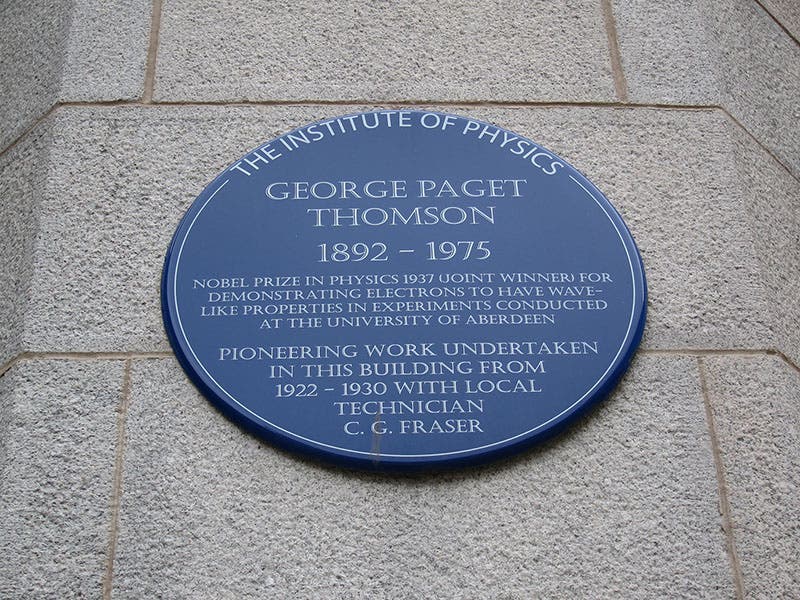 THE INSTITUTE OF PHYSICS
GEORGE PAGET
THOMSON
1892 – 1975
NOBEL PRIZE IN PHYSICS 1937 (JOINT WINNER) FOR
DEMONSTRATING ELECTRONS TO HAVE WAVE-
LIKE PROPERTIES IN EXPERIMENTS CONDUCTED
AT THE UNIVERSITY OF ABERDEEN
PIONEERING WORK UNDERTAKEN
IN THIS BUILDING FROM
1922 – 1930 WITH LOCAL
TECHNICIAN
C. G. FRASER